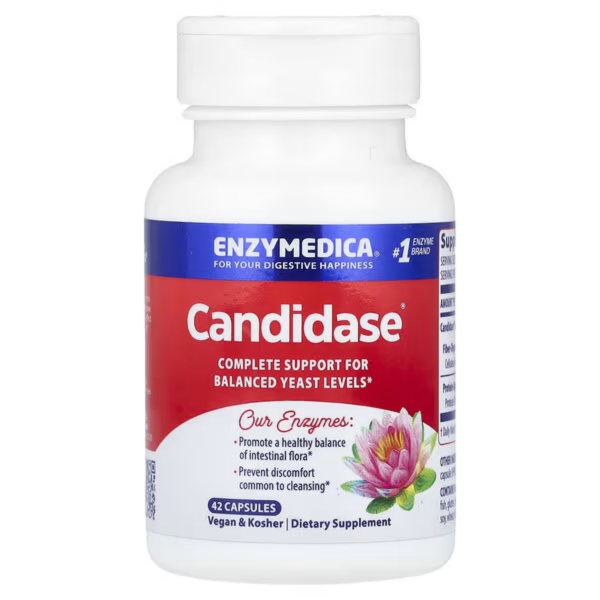 ENZYMEDICA®
FOR YOUR DIGESTIVE HAPPINESS
#1 ENZYME
BRAND
Candidase
COMPLETE SUPPORT FOR
BALANCED YEAST LEVELS*
Our Enzymes:
• Promote a healthy balance
of intestinal flora*
• Prevent discomfort
common to cleansing*
42 CAPSULES
Vegan & Kosher | Dietary Supplement
AMOUNT